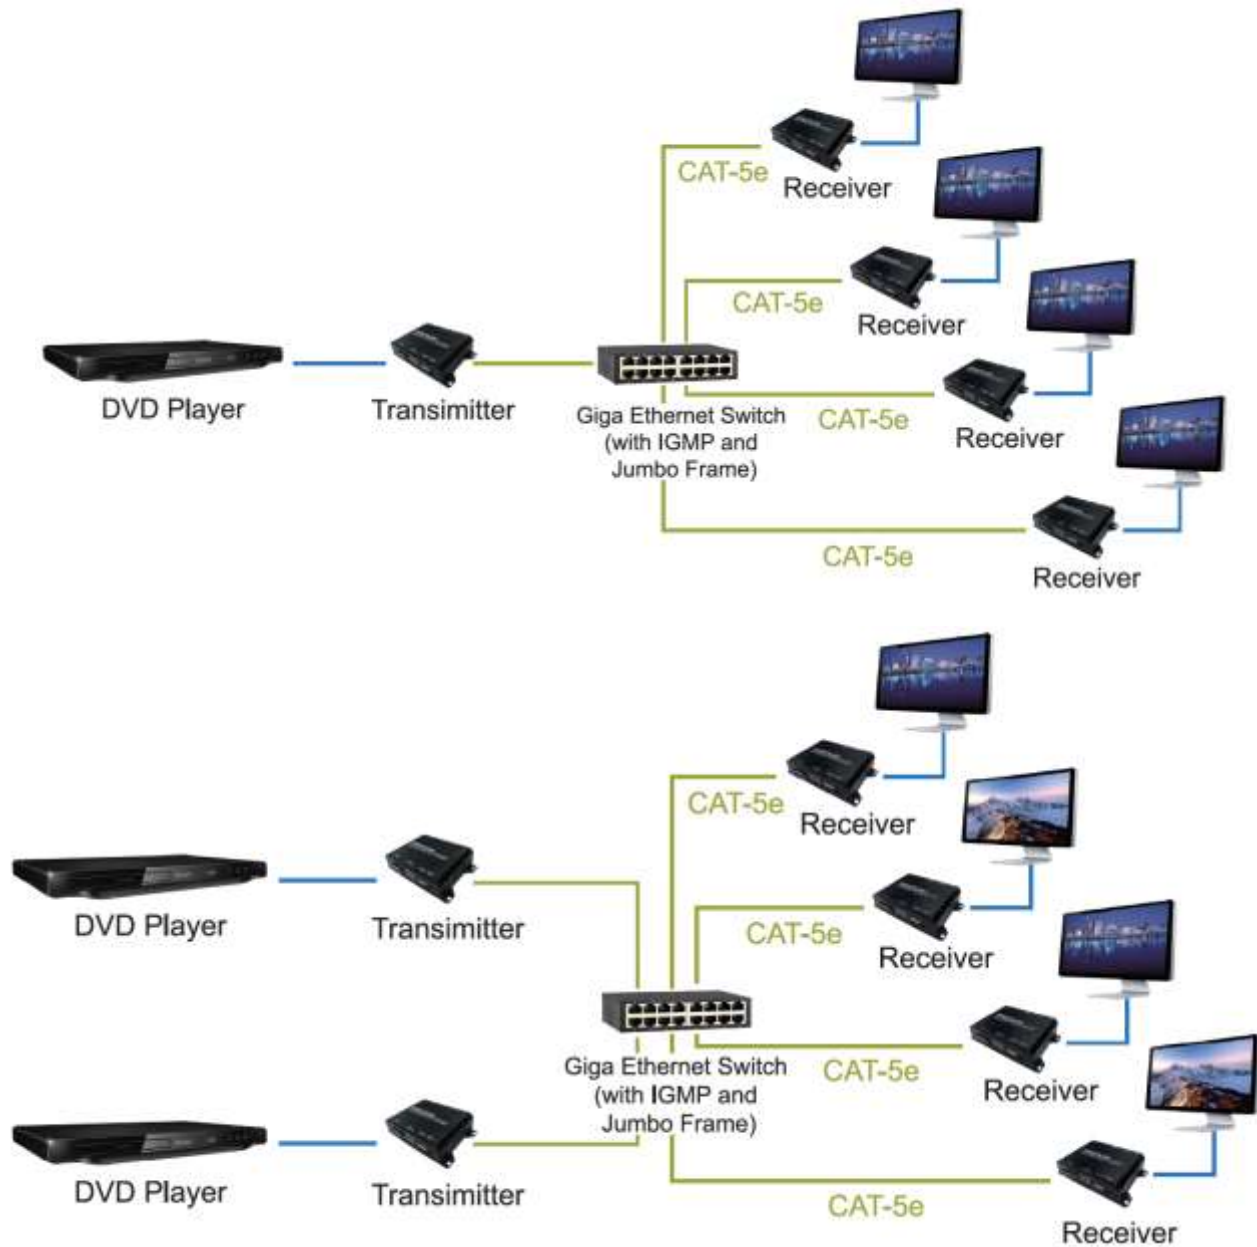 CAT-5e
Receiver
CAT-5e
Receiver
DVD Player
Transimitter
Giga Ethernet Switch
(with IGMP and
Jumbo Frame)
CAT-5e
Receiver
CAT-5e
Receiver
CAT-5e
Receiver
DVD Player
Transimitter
CAT-5e
Receiver
Giga Ethernet Switch
(with IGMP and
Jumbo Frame)
CAT-5e
Receiver
DVD Player
Transimitter
CAT-5e
Receiver